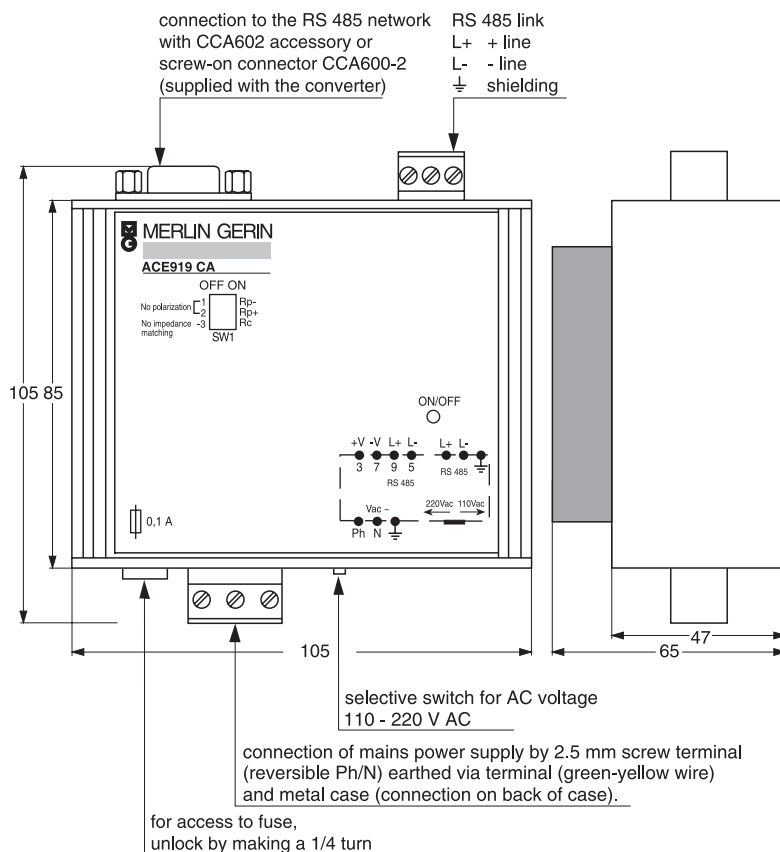 connection to the RS 485 network
with CCA602 accessory or
screw-on connector CCA600-2
(supplied with the converter)
RS 485 link
L+ + line
L- - line
⏚ shielding
MERLIN GERIN
ACE919 CA
OFF ON
No polarization 1 Rp-
2 Rp+
No impedance matching -3 Rc
SW1
105
85
ON/OFF
+V -V L+ L- L+ L-
3 7 9 5 ⏚
RS 485 RS 485
Vac ~ 220Vac 110Vac
Ph N ⏚
0,1 A
105
47
65
selective switch for AC voltage
110 - 220 V AC
connection of mains power supply by 2.5 mm screw terminal
(reversible Ph/N) earthed via terminal (green-yellow wire)
and metal case (connection on back of case).
for access to fuse,
unlock by making a 1/4 turn